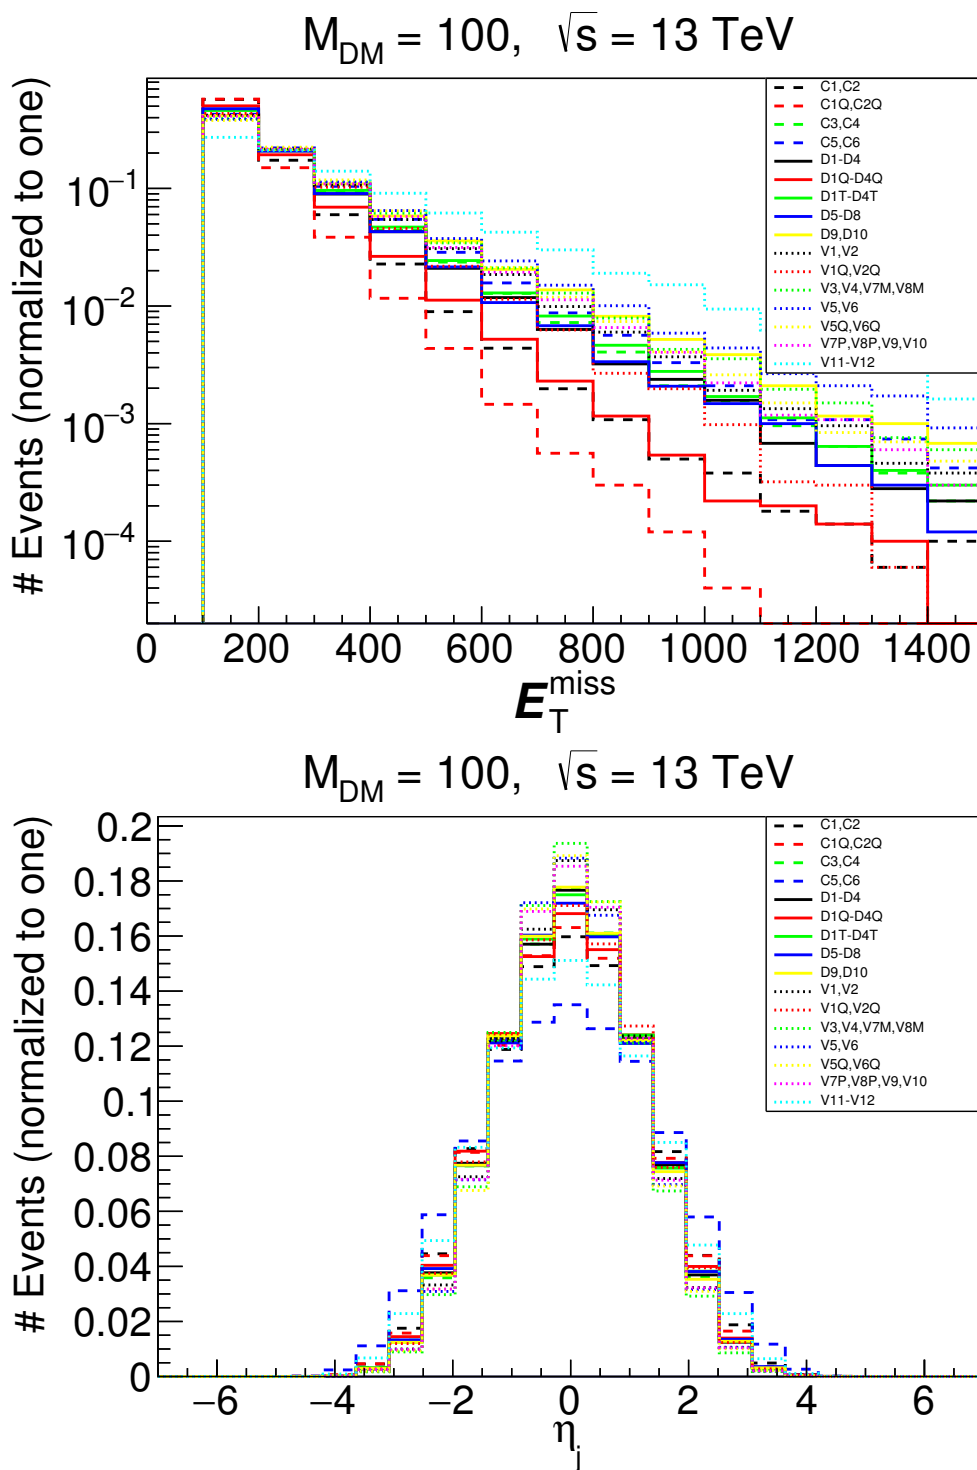 M_DM = 100, √s = 13 TeV
# Events (normalized to one)
10⁻¹
10⁻²
10⁻³
10⁻⁴
C1,C2
C1Q,C2Q
C3,C4
C5,C6
D1-D4
D1Q-D4Q
D1T-D4T
D5-D8
D9,D10
V1,V2
V1Q,V2Q
V3,V4,V7M,V8M
V5,V6
V5Q,V6Q
V7P,V8P,V9,V10
V11-V12
0 200 400 600 800 1000 1200 1400
E_T^miss
M_DM = 100, √s = 13 TeV
# Events (normalized to one)
0.2
0.18
0.16
0.14
0.12
0.1
0.08
0.06
0.04
0.02
0
C1,C2
C1Q,C2Q
C3,C4
C5,C6
D1-D4
D1Q-D4Q
D1T-D4T
D5-D8
D9,D10
V1,V2
V1Q,V2Q
V3,V4,V7M,V8M
V5,V6
V5Q,V6Q
V7P,V8P,V9,V10
V11-V12
−6 −4 −2 0 2 4 6
η_j